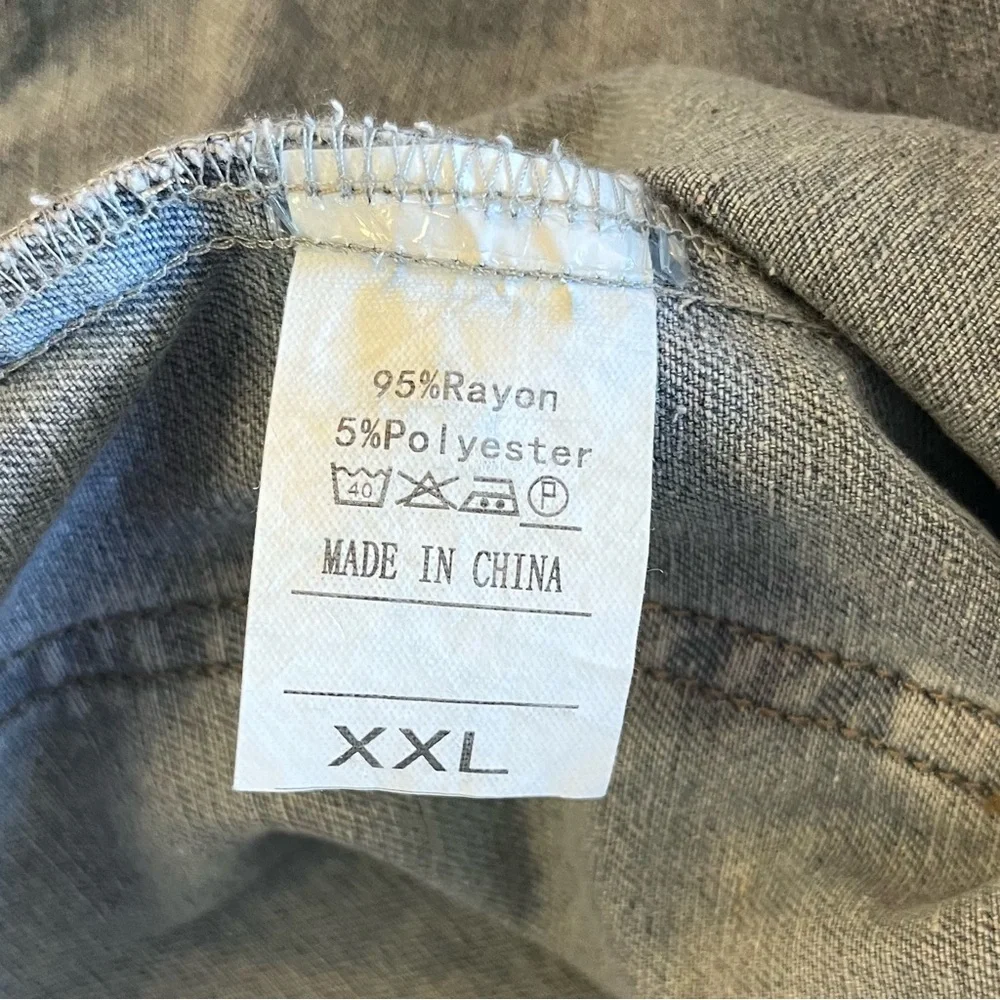 95%Rayon
5%Polyester
40 P
MADE IN CHINA
XXL